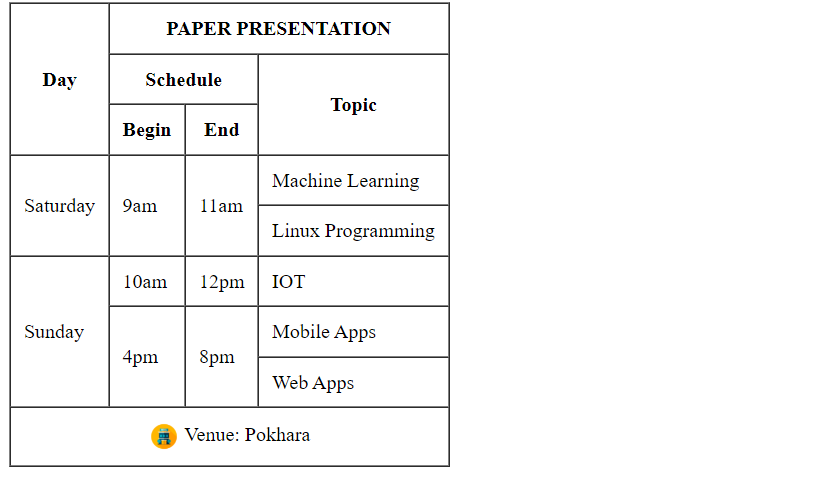 PAPER PRESENTATION
Day
Schedule
Topic
Begin End
Saturday 9am 11am Machine Learning
Linux Programming
Sunday 10am 12pm IOT
4pm 8pm Mobile Apps
Web Apps
Venue: Pokhara